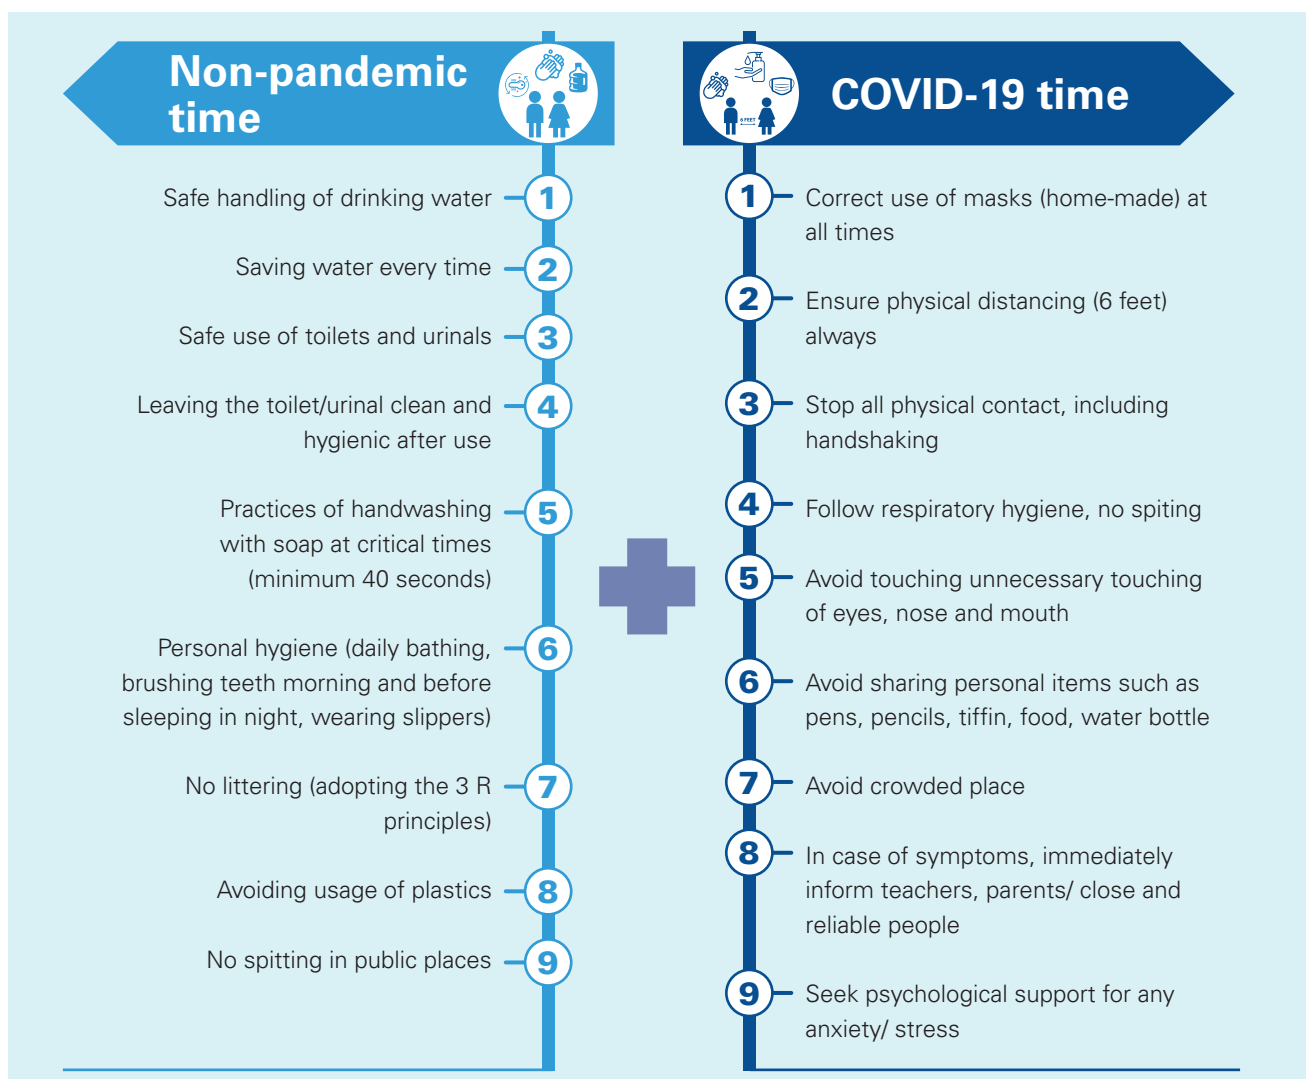 Non-pandemic
time
Safe handling of drinking water
1
Saving water every time
2
Safe use of toilets and urinals
3
Leaving the toilet/urinal clean and
hygienic after use
4
Practices of handwashing
with soap at critical times
(minimum 40 seconds)
5
Personal hygiene (daily bathing,
brushing teeth morning and before
sleeping in night, wearing slippers)
6
No littering (adopting the 3 R
principles)
7
Avoiding usage of plastics
8
No spitting in public places
9
6 FEET
COVID-19 time
1
Correct use of masks (home-made) at
all times
2
Ensure physical distancing (6 feet)
always
3
Stop all physical contact, including
handshaking
4
Follow respiratory hygiene, no spiting
5
Avoid touching unnecessary touching
of eyes, nose and mouth
6
Avoid sharing personal items such as
pens, pencils, tiffin, food, water bottle
7
Avoid crowded place
8
In case of symptoms, immediately
inform teachers, parents/ close and
reliable people
9
Seek psychological support for any
anxiety/ stress